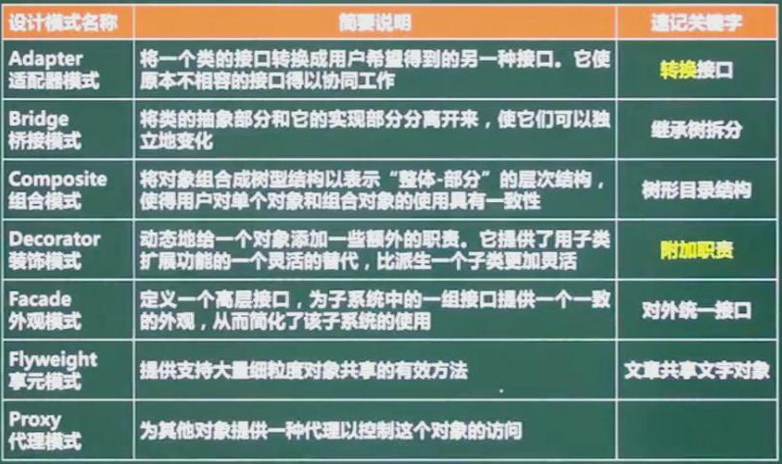 设计模式名称 简要说明 速记关键字
Adapter
适配器模式
将一个类的接口转换成用户希望得到的另一种接口。它使
原本不相容的接口得以协同工作
转换接口
Bridge
桥接模式
将类的抽象部分和它的实现部分分离开来，使它们可以独
立地变化
继承树拆分
Composite
组合模式
将对象组合成树型结构以表示“整体-部分”的层次结构，
使得用户对单个对象和组合对象的使用具有一致性
树形目录结构
Decorator
装饰模式
动态地给一个对象添加一些额外的职责。它提供了用子类
扩展功能的一个灵活的替代，比派生一个子类更加灵活
附加职责
Facade
外观模式
定义一个高层接口，为子系统中的一组接口提供一个一致
的外观，从而简化了该子系统的使用
对外统一接口
Flyweight
享元模式
提供支持大量细粒度对象共享的有效方法
文章共享文字对象
Proxy
代理模式
为其他对象提供一种代理以控制这个对象的访问